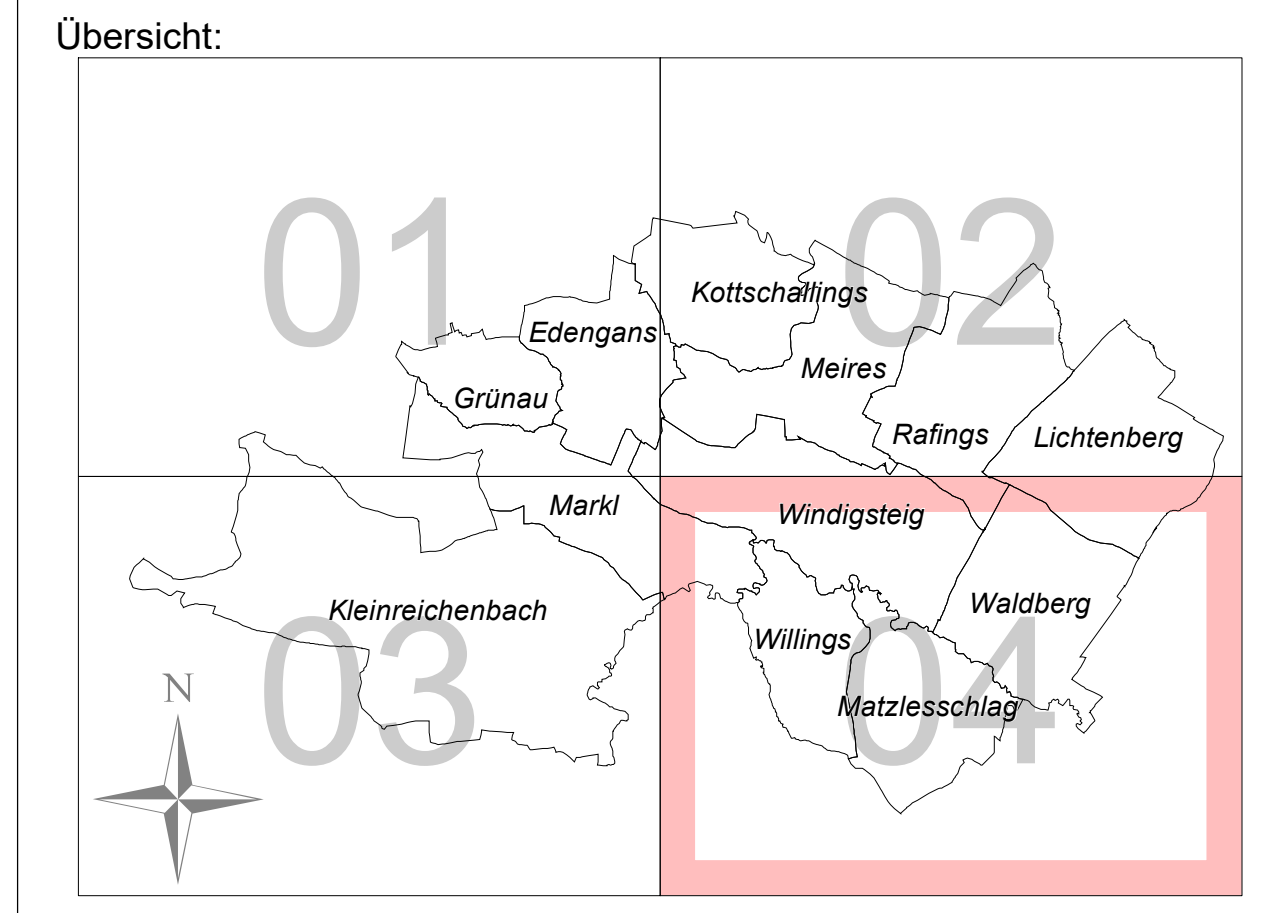 Übersicht:
01
02
Kottschallings
Edengans
Meires
Grünau
Rafings
Lichtenberg
Markl
Windigsteig
Kleinreichenbach
Waldberg
Willings
03
04
N
Matzlesschlag